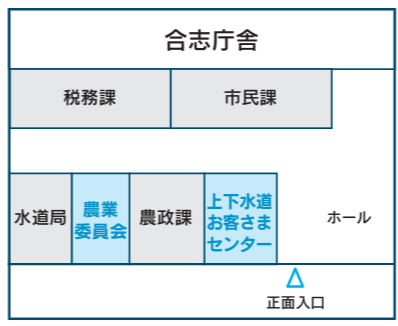 合志庁舎
税務課
市民課
水道局
農業
委員会
農政課
上下水道
お客さま
センター
ホール
正面入口